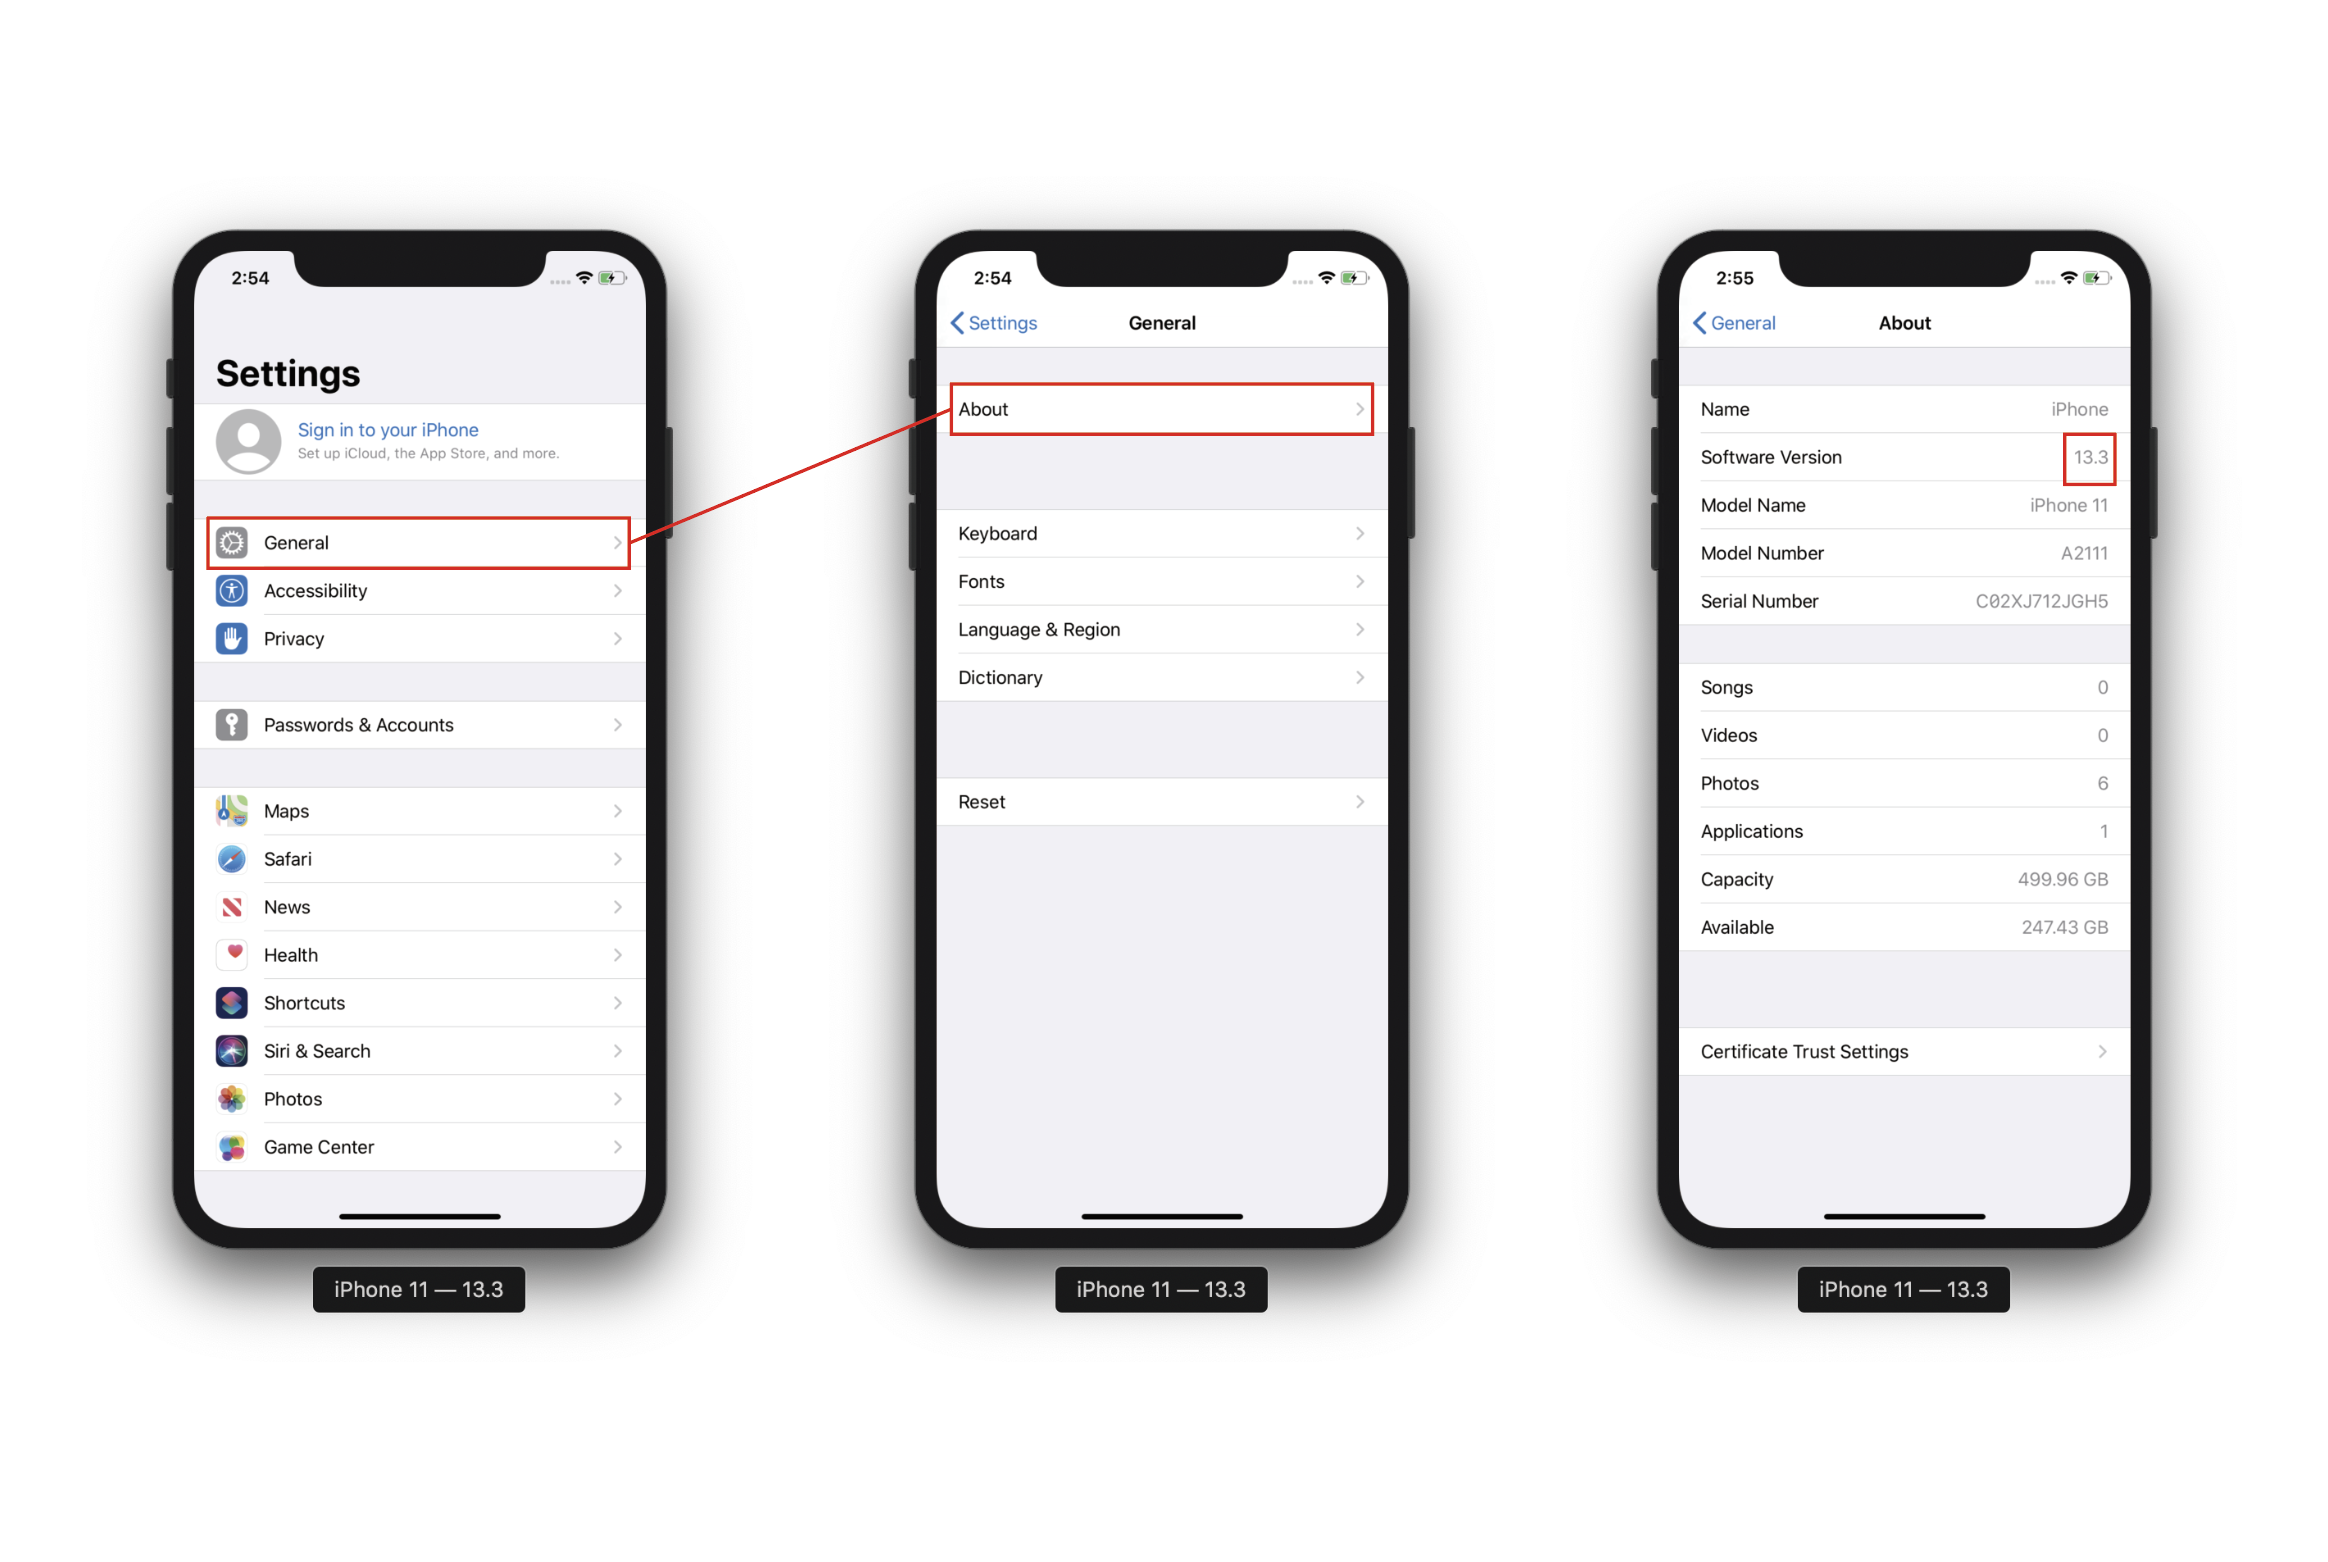 2:54
Settings
Sign in to your iPhone
Set up iCloud, the App Store, and more.
General
Accessibility
Privacy
Passwords & Accounts
Maps
Safari
News
Health
Shortcuts
Siri & Search
Photos
Game Center
iPhone 11 — 13.3
2:54
Settings
General
About
Keyboard
Fonts
Language & Region
Dictionary
Reset
iPhone 11 — 13.3
2:55
General
About
Name iPhone
Software Version 13.3
Model Name iPhone 11
Model Number A2111
Serial Number C02XJ712JGH5
Songs 0
Videos 0
Photos 6
Applications 1
Capacity 499.96 GB
Available 247.43 GB
Certificate Trust Settings
iPhone 11 — 13.3